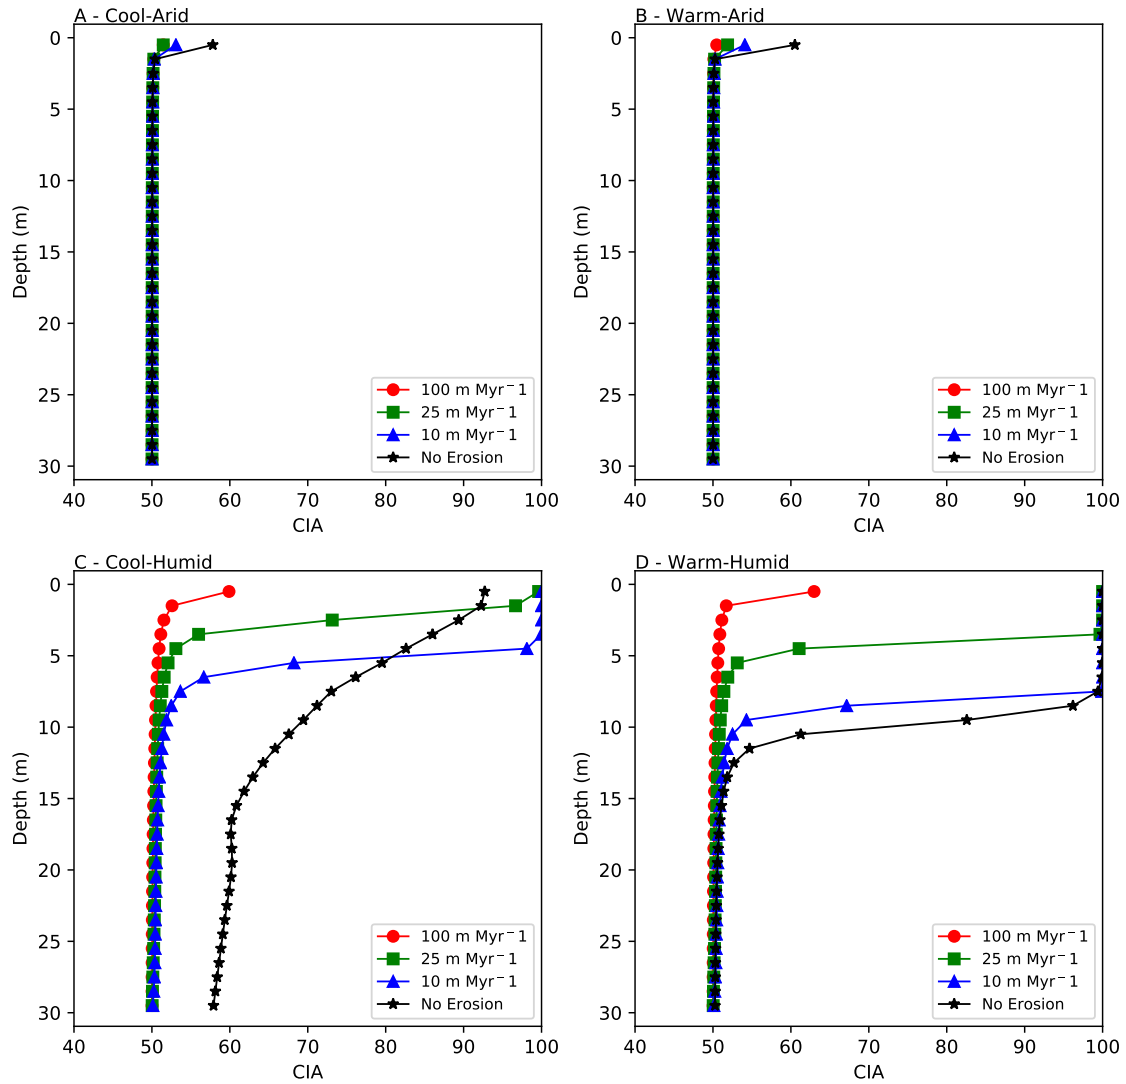 A - Cool-Arid
0
5
10
15
20
25
30
Depth (m)
40 50 60 70 80 90 100
CIA
100 m Myr⁻1
25 m Myr⁻1
10 m Myr⁻1
No Erosion
B - Warm-Arid
0
5
10
15
20
25
30
Depth (m)
40 50 60 70 80 90 100
CIA
100 m Myr⁻1
25 m Myr⁻1
10 m Myr⁻1
No Erosion
C - Cool-Humid
0
5
10
15
20
25
30
Depth (m)
40 50 60 70 80 90 100
CIA
100 m Myr⁻1
25 m Myr⁻1
10 m Myr⁻1
No Erosion
D - Warm-Humid
0
5
10
15
20
25
30
Depth (m)
40 50 60 70 80 90 100
CIA
100 m Myr⁻1
25 m Myr⁻1
10 m Myr⁻1
No Erosion